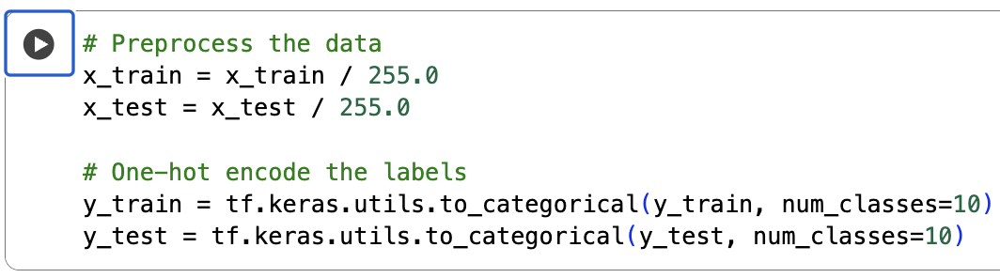 # Preprocess the data
x_train = x_train / 255.0
x_test = x_test / 255.0
# One-hot encode the labels
y_train = tf.keras.utils.to_categorical(y_train, num_classes=10)
y_test = tf.keras.utils.to_categorical(y_test, num_classes=10)